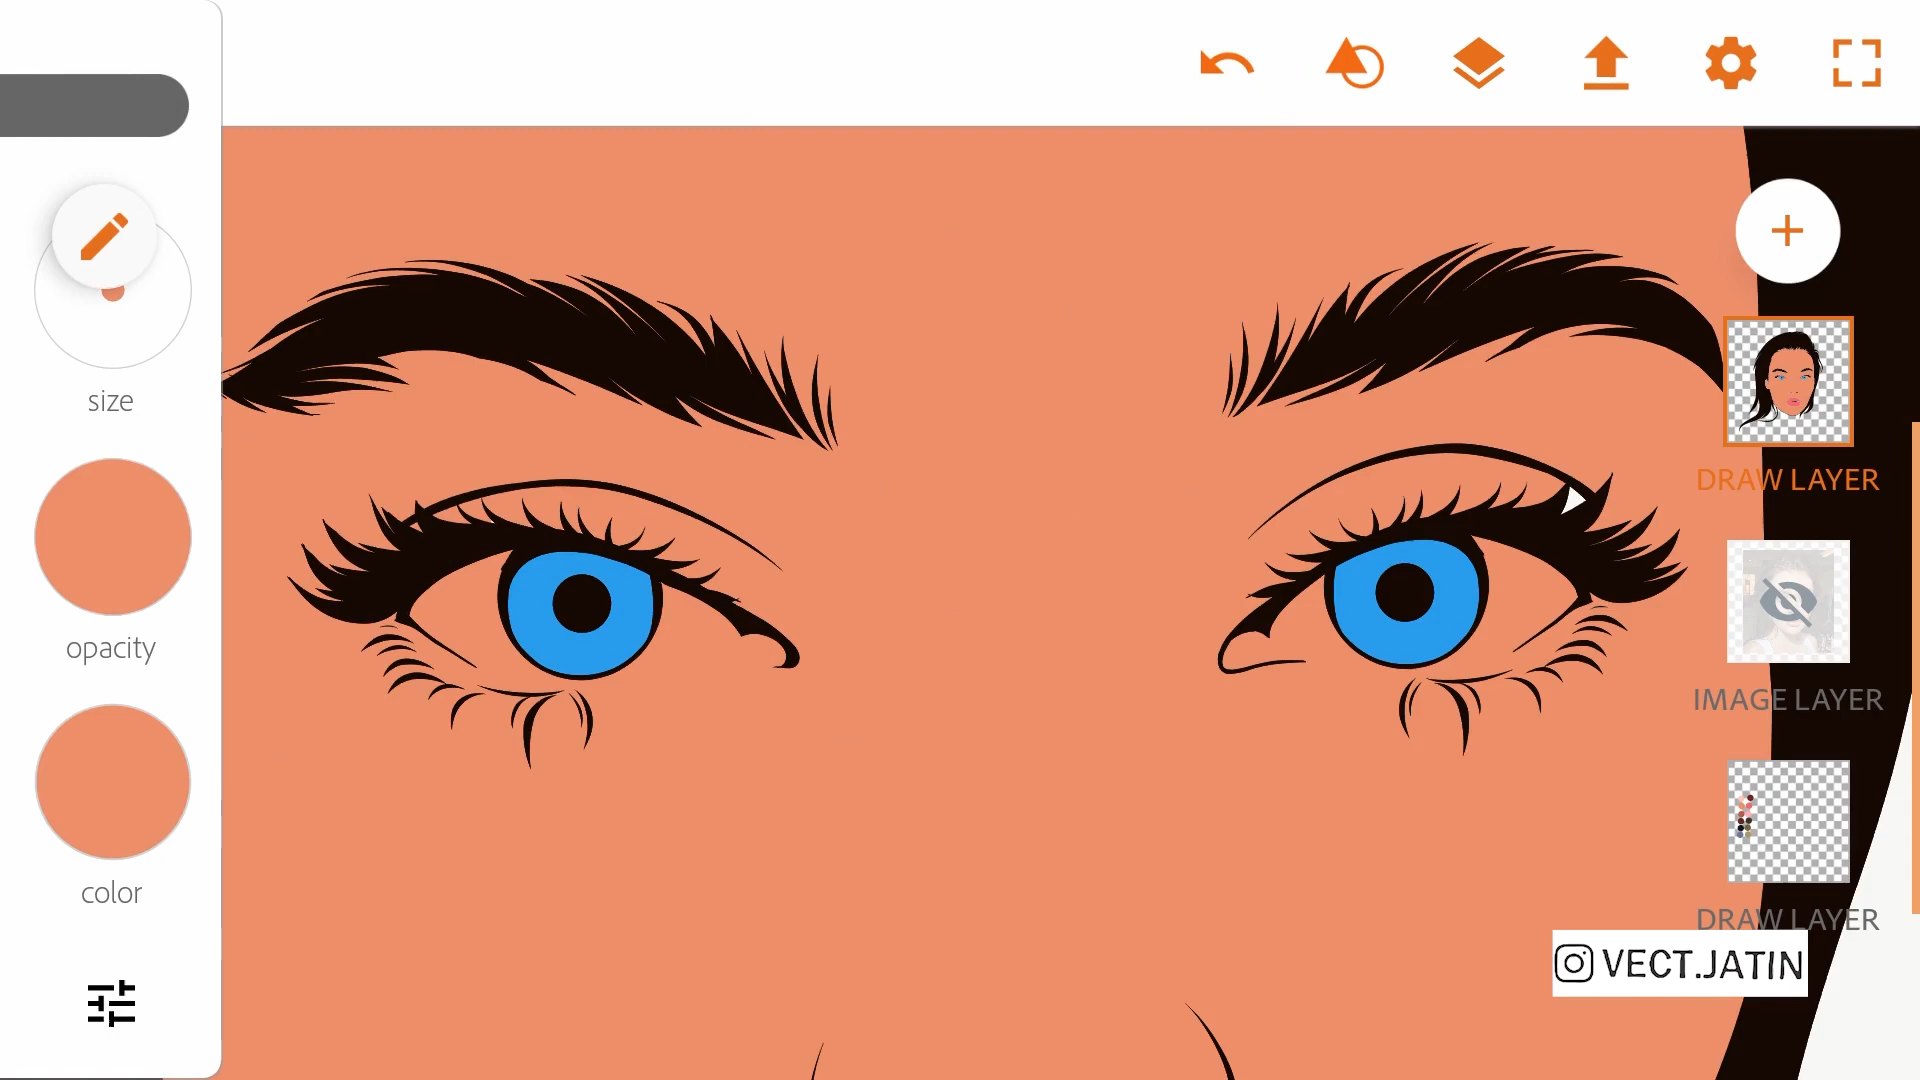 size
opacity
color
DRAW LAYER
IMAGE LAYER
DRAW LAYER
VECT.JATIN